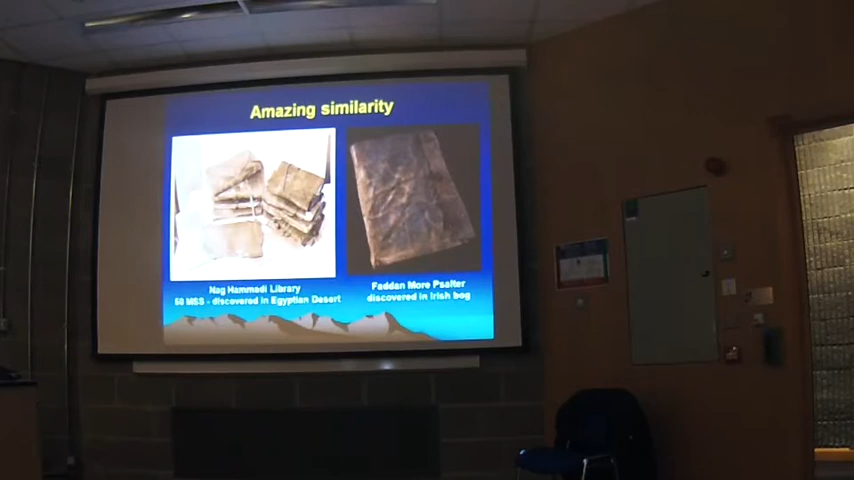 Amazing similarity
Nag Hammadi Library
50 MSS - discovered in Egyptian Desert
Faddan More Psalter
discovered in Irish bog